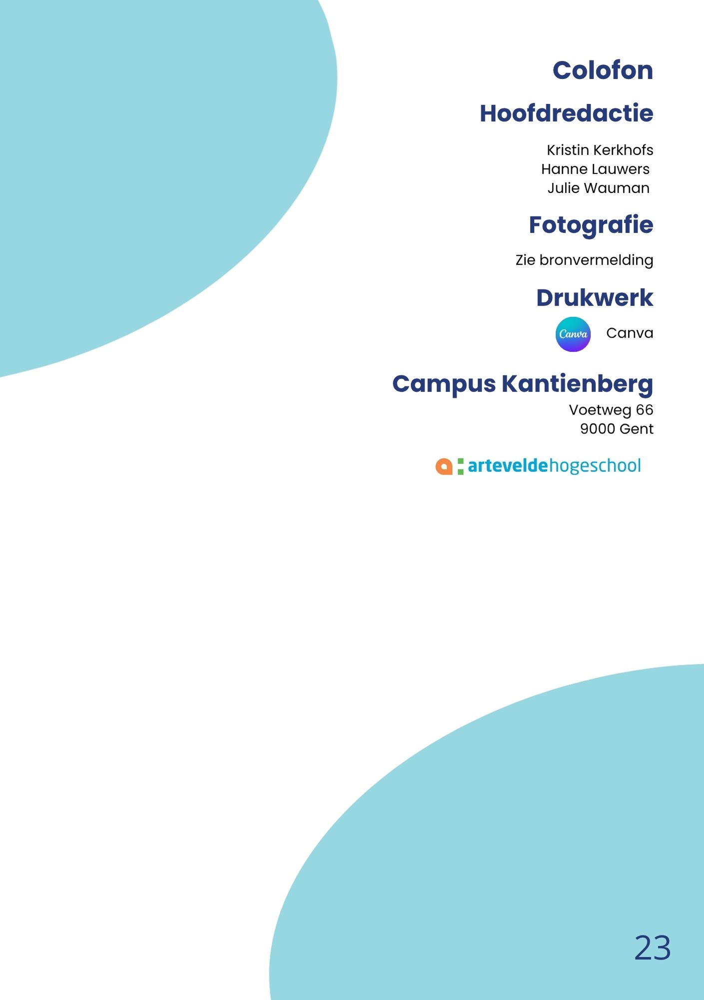 Colofon
Hoofdredactie
Kristin Kerkhofs
Hanne Lauwers
Julie Wauman
Fotografie
Zie bronvermelding
Drukwerk
Canva Canva
Campus Kantienberg
Voetweg 66
9000 Gent
a: arteveldehogeschool
23